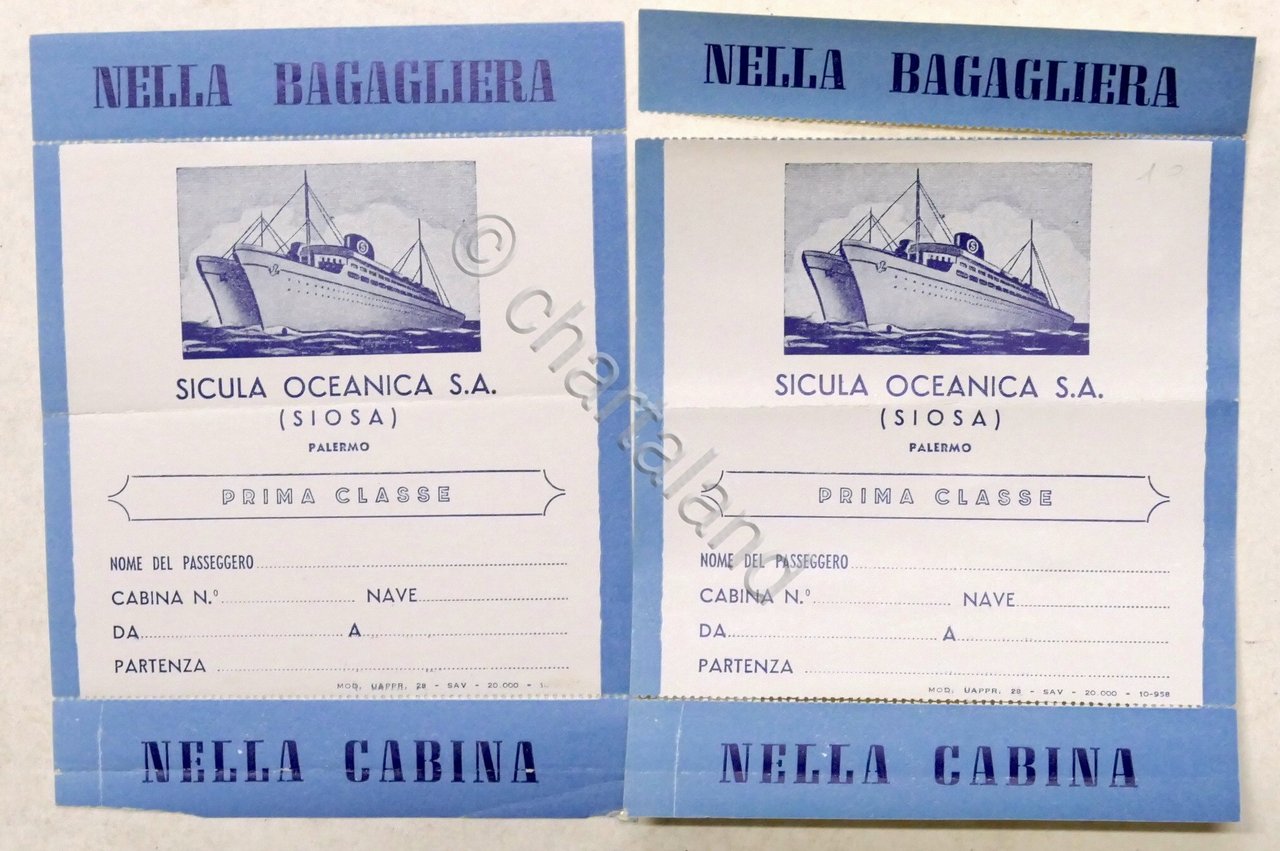 NELLA BAGAGLIERA
S
SICULA OCEANICA S.A.
(SIOSA)
PALERMO
PRIMA CLASSE
NOME DEL PASSEGGERO
CABINA N.º NAVE
DA A
PARTENZA
MOD. UAPPR. 28 - SAV - 20.000 -
NELLA CABINA
NELLA BAGAGLIERA
S
SICULA OCEANICA S.A.
(SIOSA)
PALERMO
PRIMA CLASSE
NOME DEL PASSEGGERO
CABINA N.º NAVE
DA A
PARTENZA
MOD. UAPPR. 28 - SAV - 20.000 - 10-958
NELLA CABINA
© chartaland